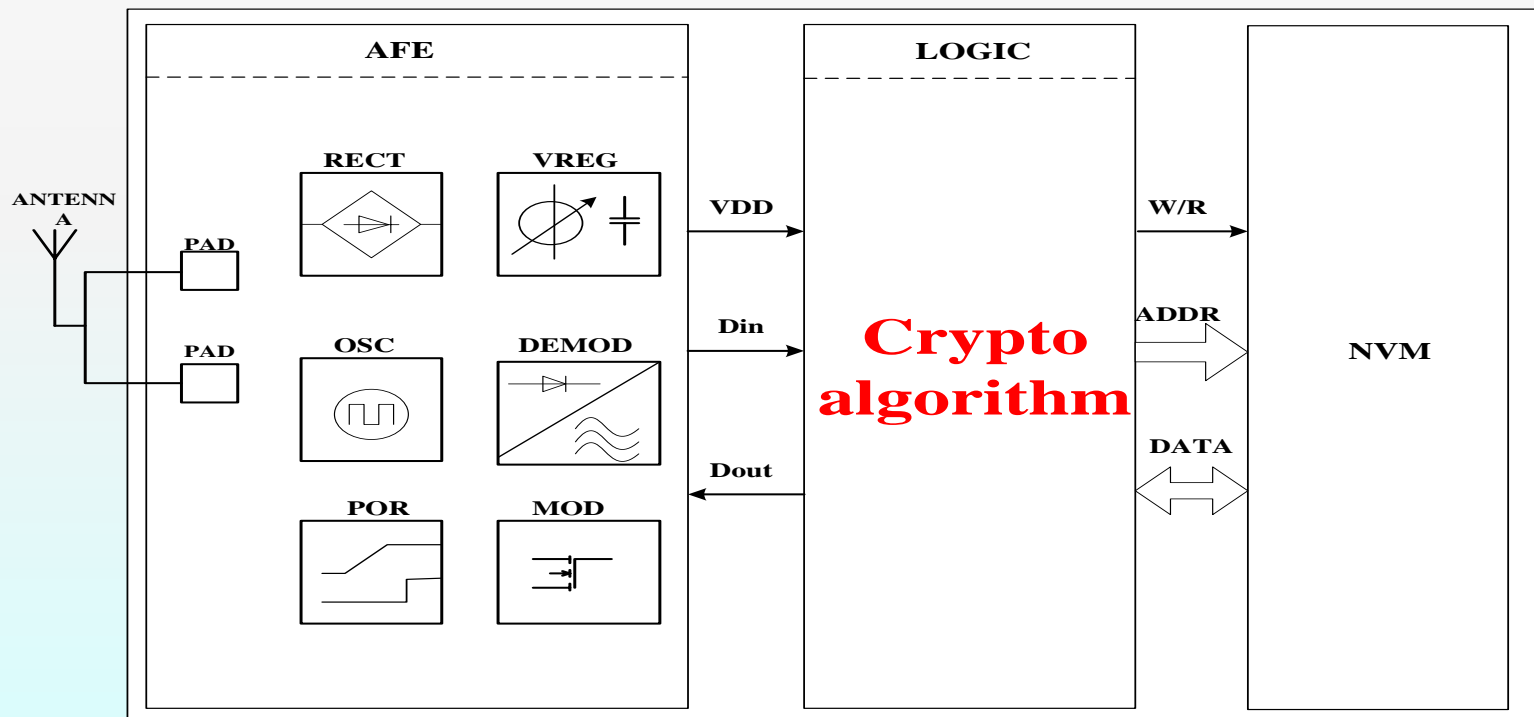 AFE
LOGIC
RECT
VREG
ANTENN
A
PAD
VDD
W/R
PAD
OSC
DEMOD
Din
ADDR
Crypto
algorithm
NVM
POR
MOD
Dout
DATA